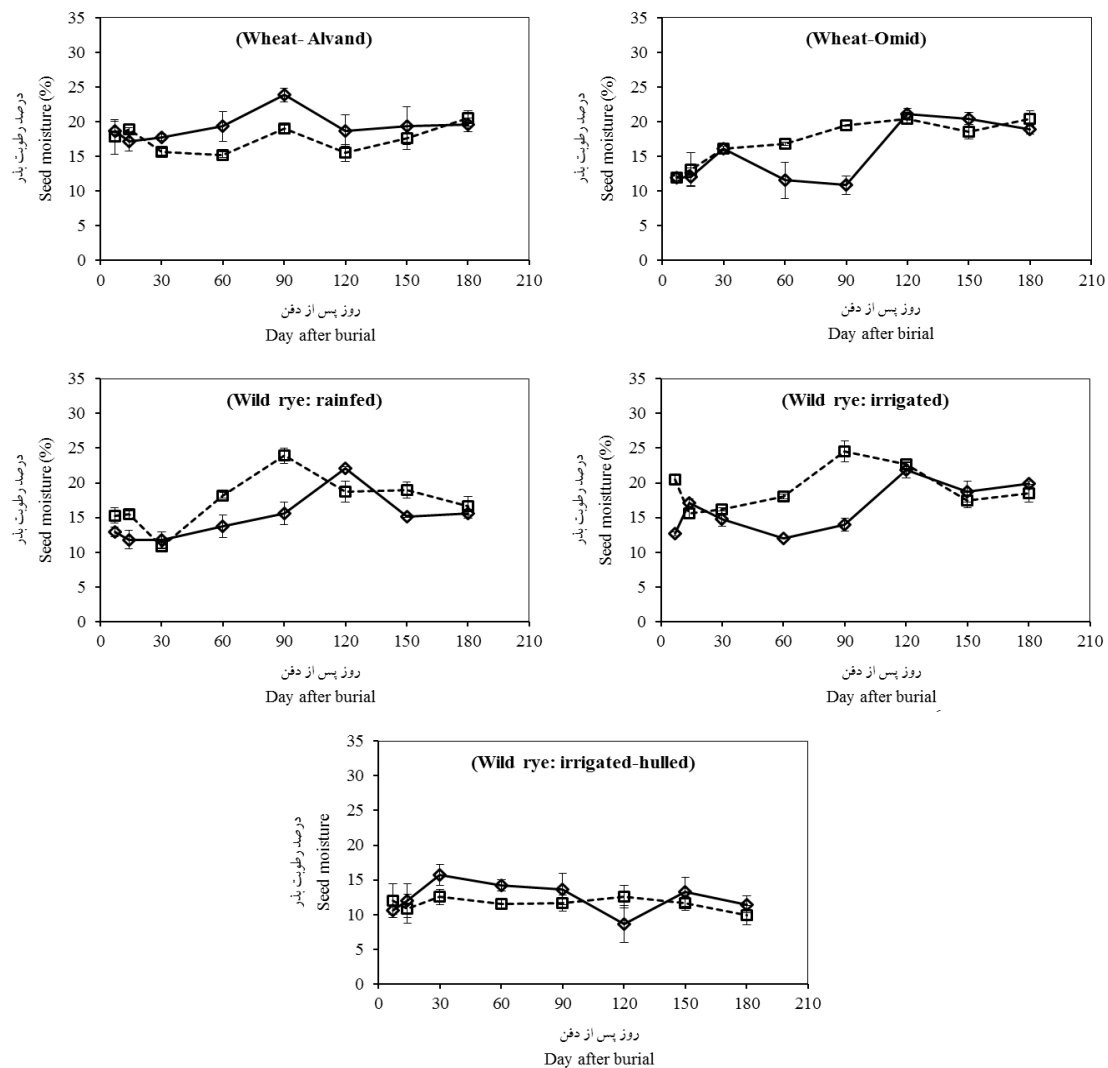 (Wheat- Alvand)
درصد رطوبت بذر
Seed moisture (%)
35
30
25
20
15
10
5
0
0 30 60 90 120 150 180 210
روز پس از دفن
Day after burial
(Wheat-Omid)
درصد رطوبت بذر
Seed moisture (%)
35
30
25
20
15
10
5
0
0 30 60 90 120 150 180 210
روز پس از دفن
Day after birial
(Wild rye: rainfed)
درصد رطوبت بذر
Seed moistture (%)
35
30
25
20
15
10
5
0
0 30 60 90 120 150 180 210
روز پس از دفن
Day after burial
(Wild rye: irrigated)
درصد رطوبت بذر
Seed moisture (%)
35
30
25
20
15
10
5
0
0 30 60 90 120 150 180 210
روز پس از دفن
Day after burial
(Wild rye: irrigated-hulled)
درصد رطوبت بذر
Seed moisture
35
30
25
20
15
10
5
0
0 30 60 90 120 150 180 210
روز پس از دفن
Day after burial